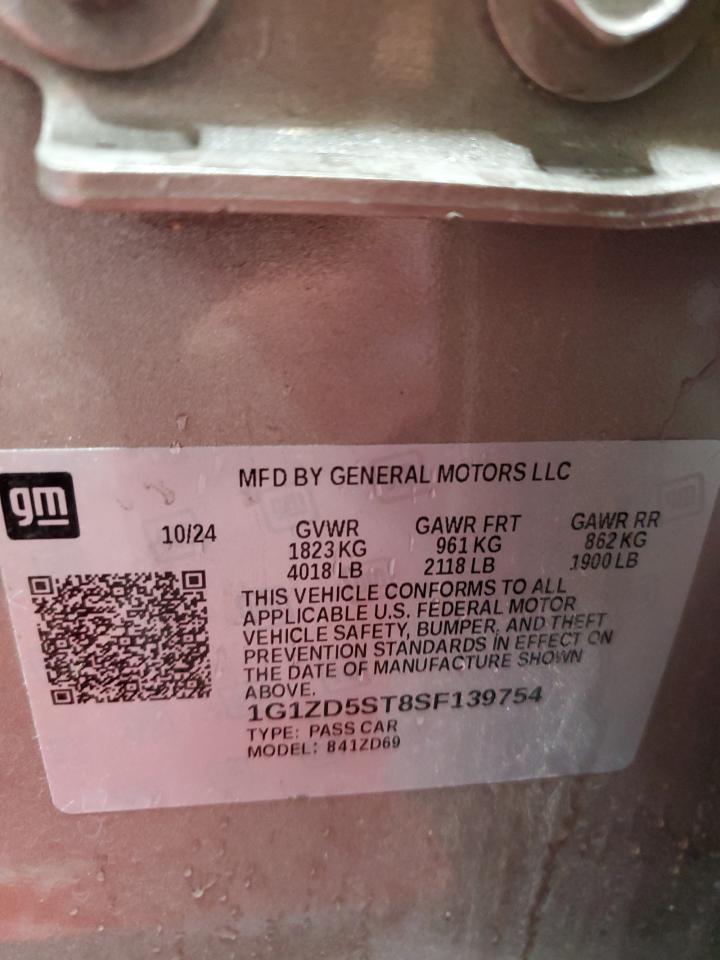 gm
MFD BY GENERAL MOTORS LLC
10/24
GVWR
1823 KG
4018 LB
GAWR FRT
961 KG
2118 LB
GAWR RR
862 KG
1900 LB
THIS VEHICLE CONFORMS TO ALL
APPLICABLE U.S. FEDERAL MOTOR
VEHICLE SAFETY, BUMPER, AND THEFT
PREVENTION STANDARDS IN EFFECT ON
THE DATE OF MANUFACTURE SHOWN
ABOVE.
1G1ZD5ST8SF139754
TYPE: PASS CAR
MODEL: 841ZD69